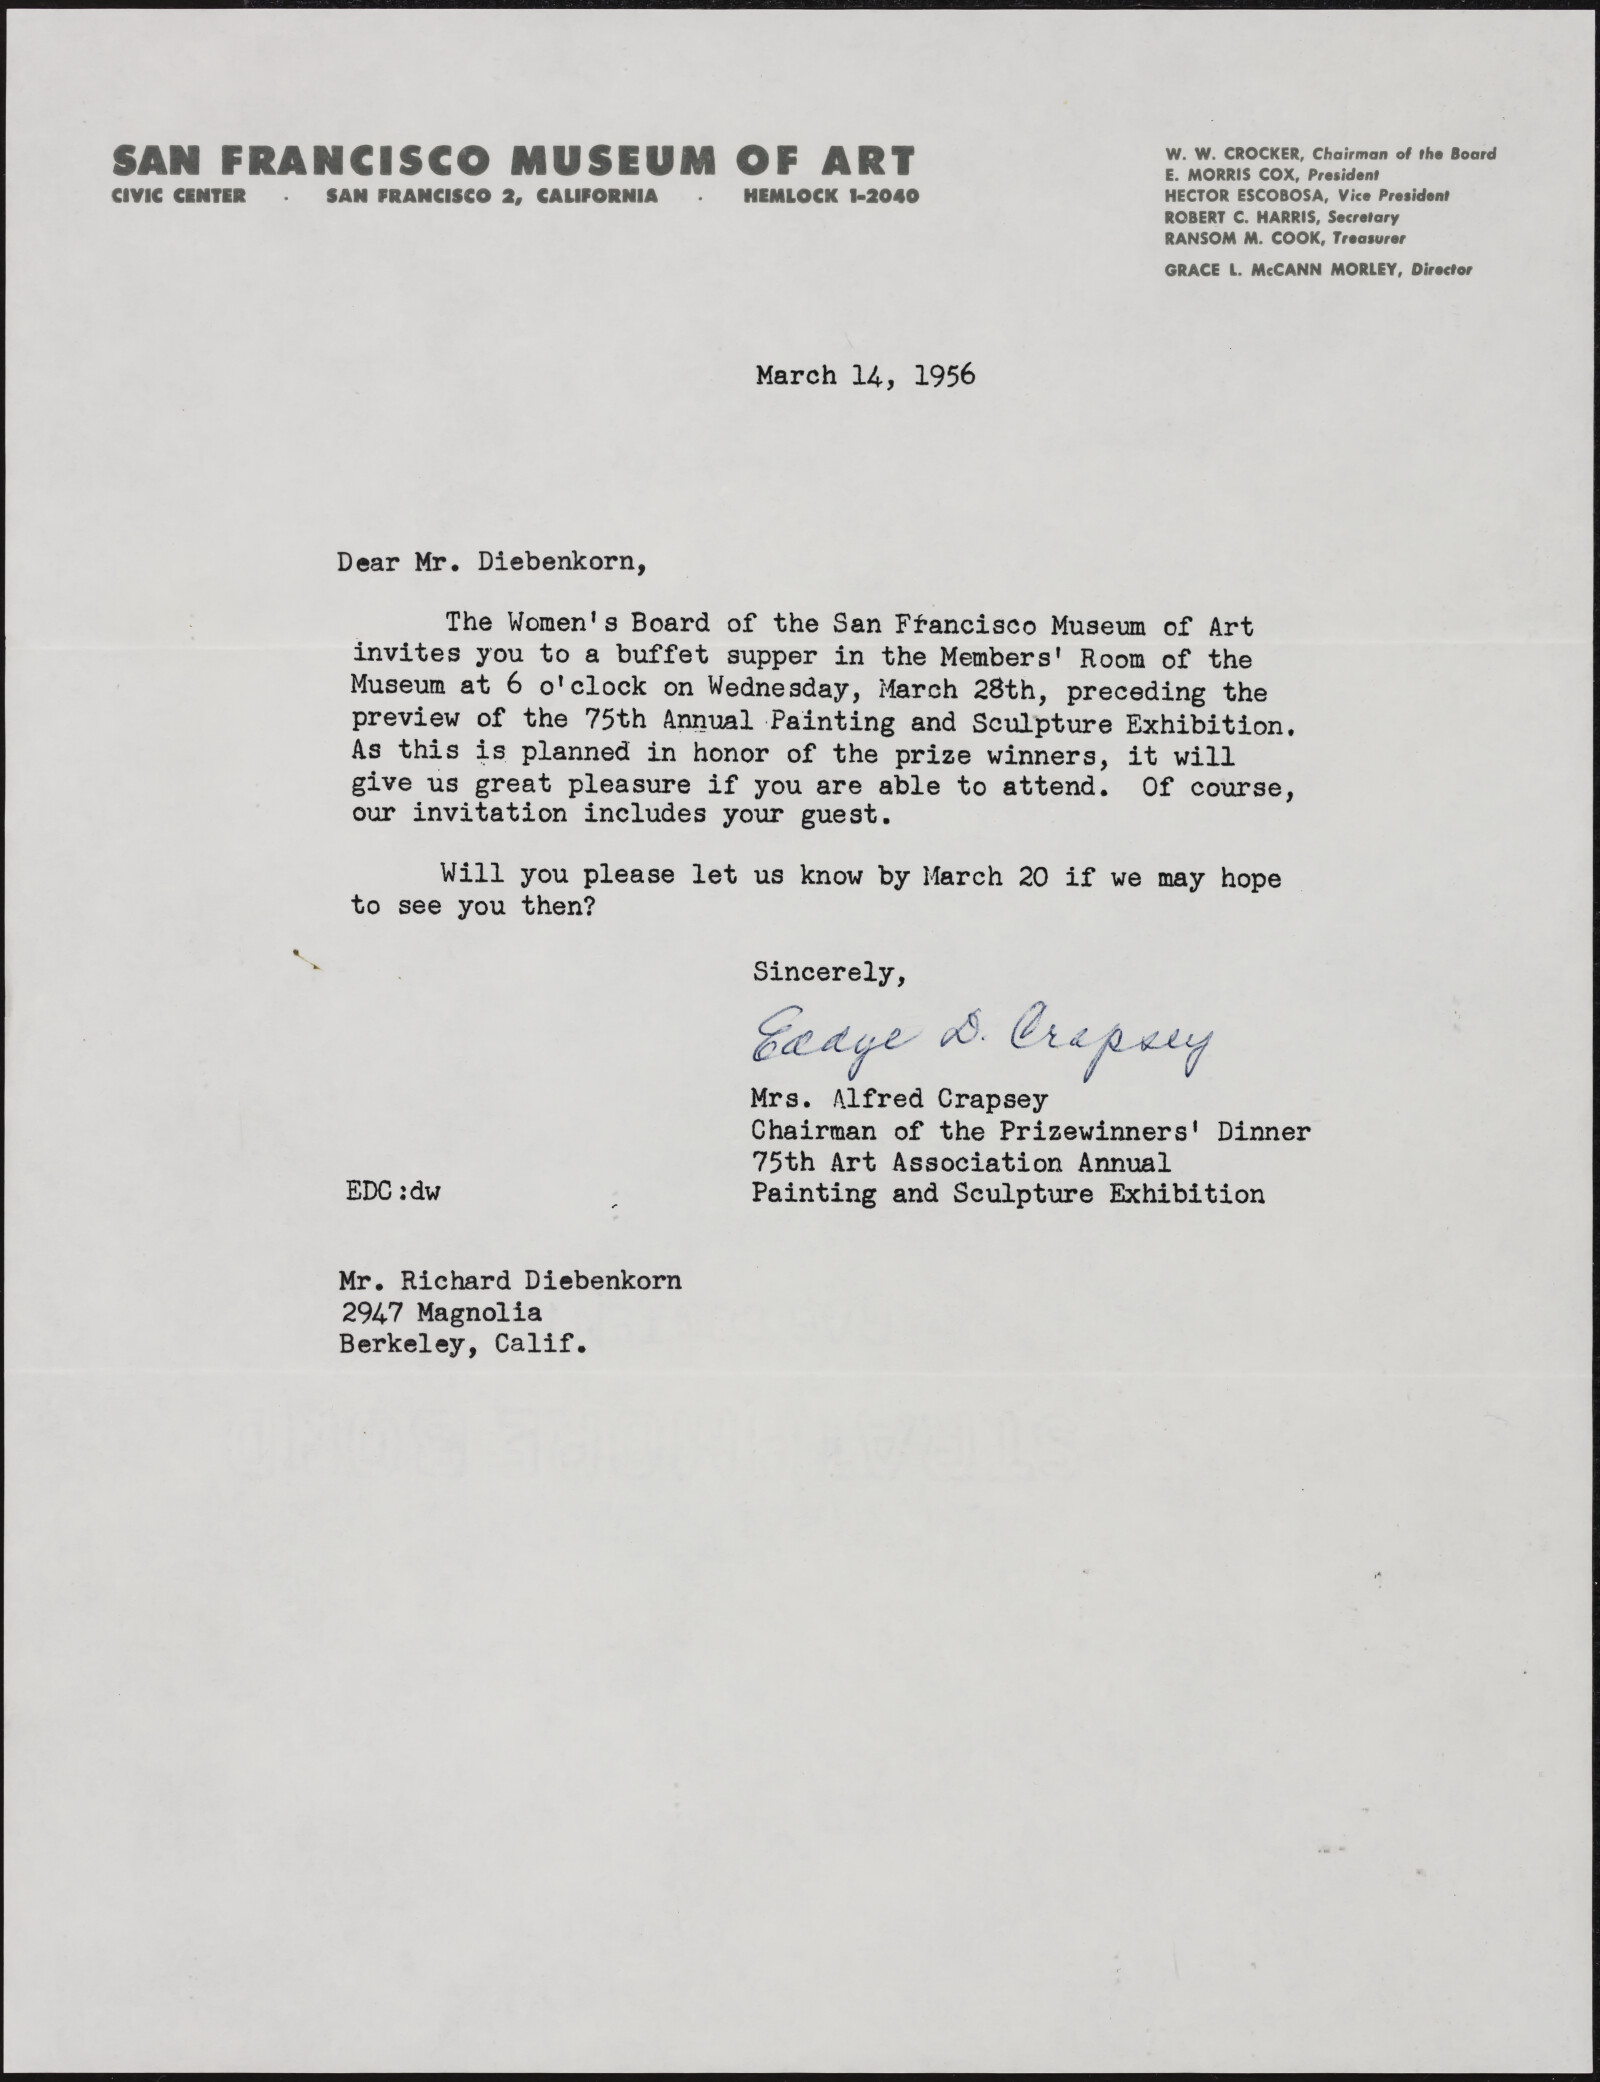 SAN FRANCISCO MUSEUM OF ART
CIVIC CENTER · SAN FRANCISCO 2, CALIFORNIA · HEMLOCK 1-2040
W. W. CROCKER, Chairman of the Board
E. MORRIS COX, President
HECTOR ESCOBOSA, Vice President
ROBERT C. HARRIS, Secretary
RANSOM M. COOK, Treasurer
GRACE L. McCANN MORLEY, Director
March 14, 1956
Dear Mr. Diebenkorn,
The Women's Board of the San Francisco Museum of Art
invites you to a buffet supper in the Members' Room of the
Museum at 6 o'clock on Wednesday, March 28th, preceding the
preview of the 75th Annual Painting and Sculpture Exhibition.
As this is planned in honor of the prize winners, it will
give us great pleasure if you are able to attend. Of course,
our invitation includes your guest.
Will you please let us know by March 20 if we may hope
to see you then?
Sincerely,
Eadye D. Crapsey
Mrs. Alfred Crapsey
Chairman of the Prizewinners' Dinner
75th Art Association Annual
Painting and Sculpture Exhibition
EDC:dw
Mr. Richard Diebenkorn
2947 Magnolia
Berkeley, Calif.